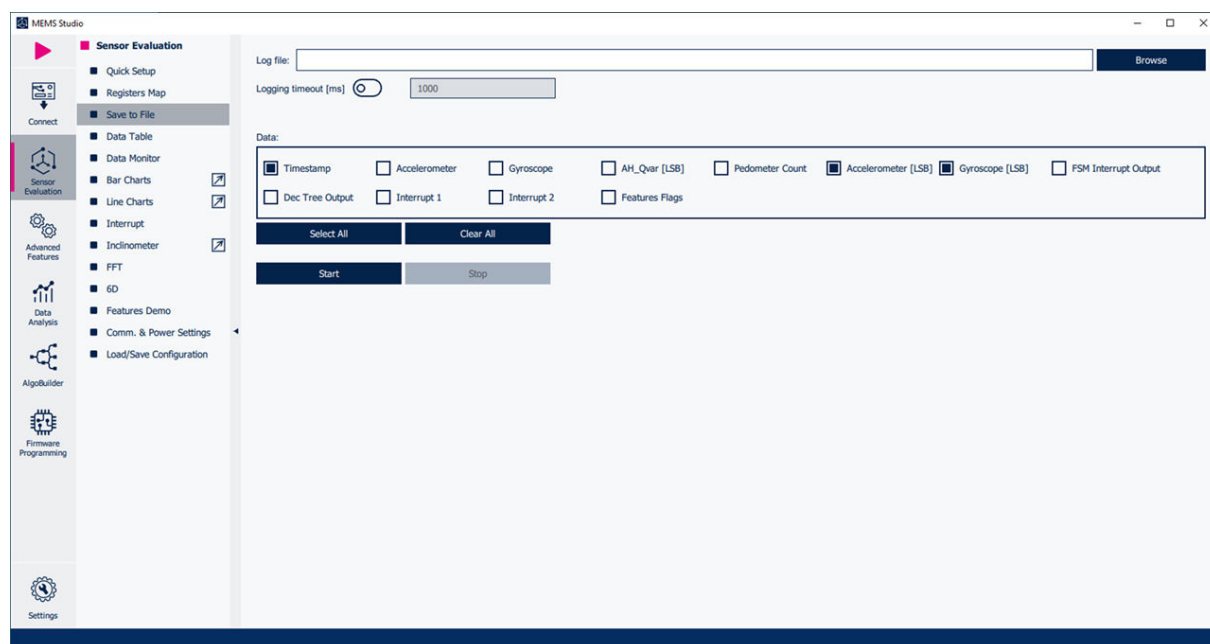 MEMS Studio
Connect
Sensor
Evaluation
Advanced
Features
Data
Analysis
AlgoBuilder
Firmware
Programming
Settings
Sensor Evaluation
Quick Setup
Registers Map
Save to File
Data Table
Data Monitor
Bar Charts
Line Charts
Interrupt
Inclinometer
FFT
6D
Features Demo
Comm. & Power Settings
Load/Save Configuration
Log file: Browse
Logging timeout [ms] 1000
Data:
Timestamp Accelerometer Gyroscope AH_Qvar [LSB] Pedometer Count Accelerometer [LSB] Gyroscope [LSB] FSM Interrupt Output
Dec Tree Output Interrupt 1 Interrupt 2 Features Flags
Select All Clear All
Start Stop